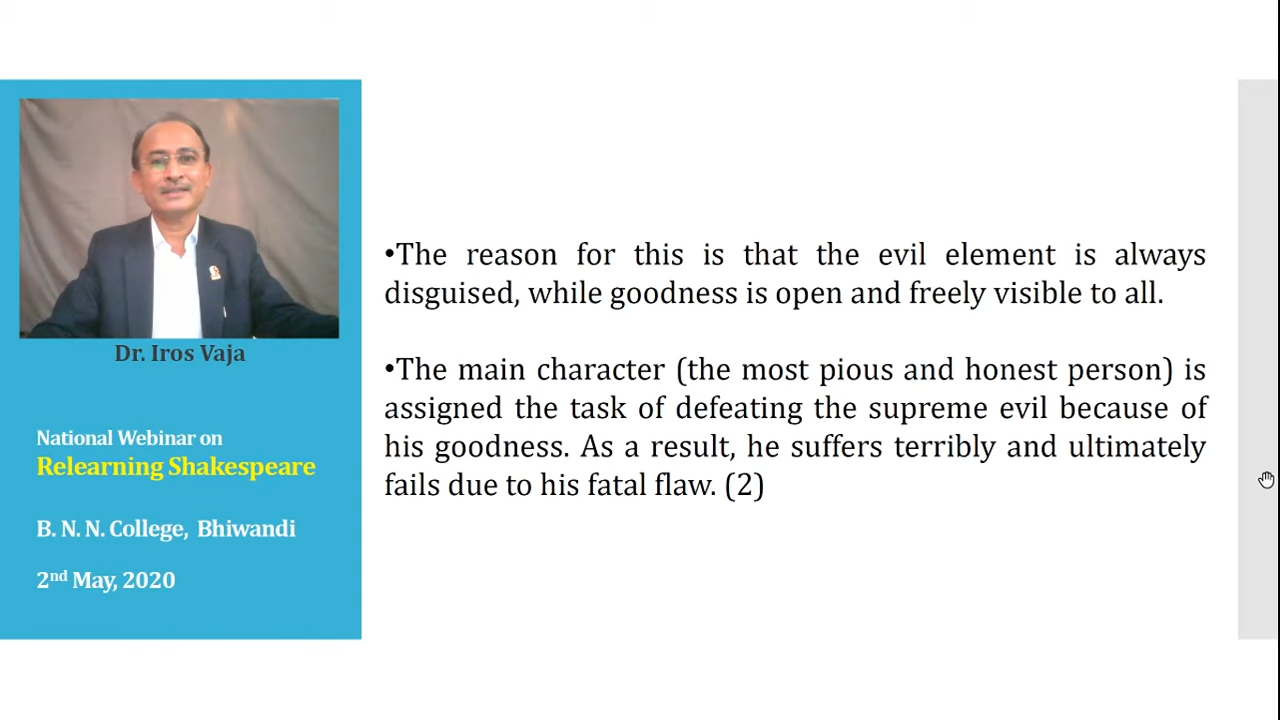 Dr. Iros Vaja
National Webinar on
Relearning Shakespeare
B. N. N. College, Bhiwandi
2nd May, 2020
•The reason for this is that the evil element is always
disguised, while goodness is open and freely visible to all.
•The main character (the most pious and honest person) is
assigned the task of defeating the supreme evil because of
his goodness. As a result, he suffers terribly and ultimately
fails due to his fatal flaw. (2)